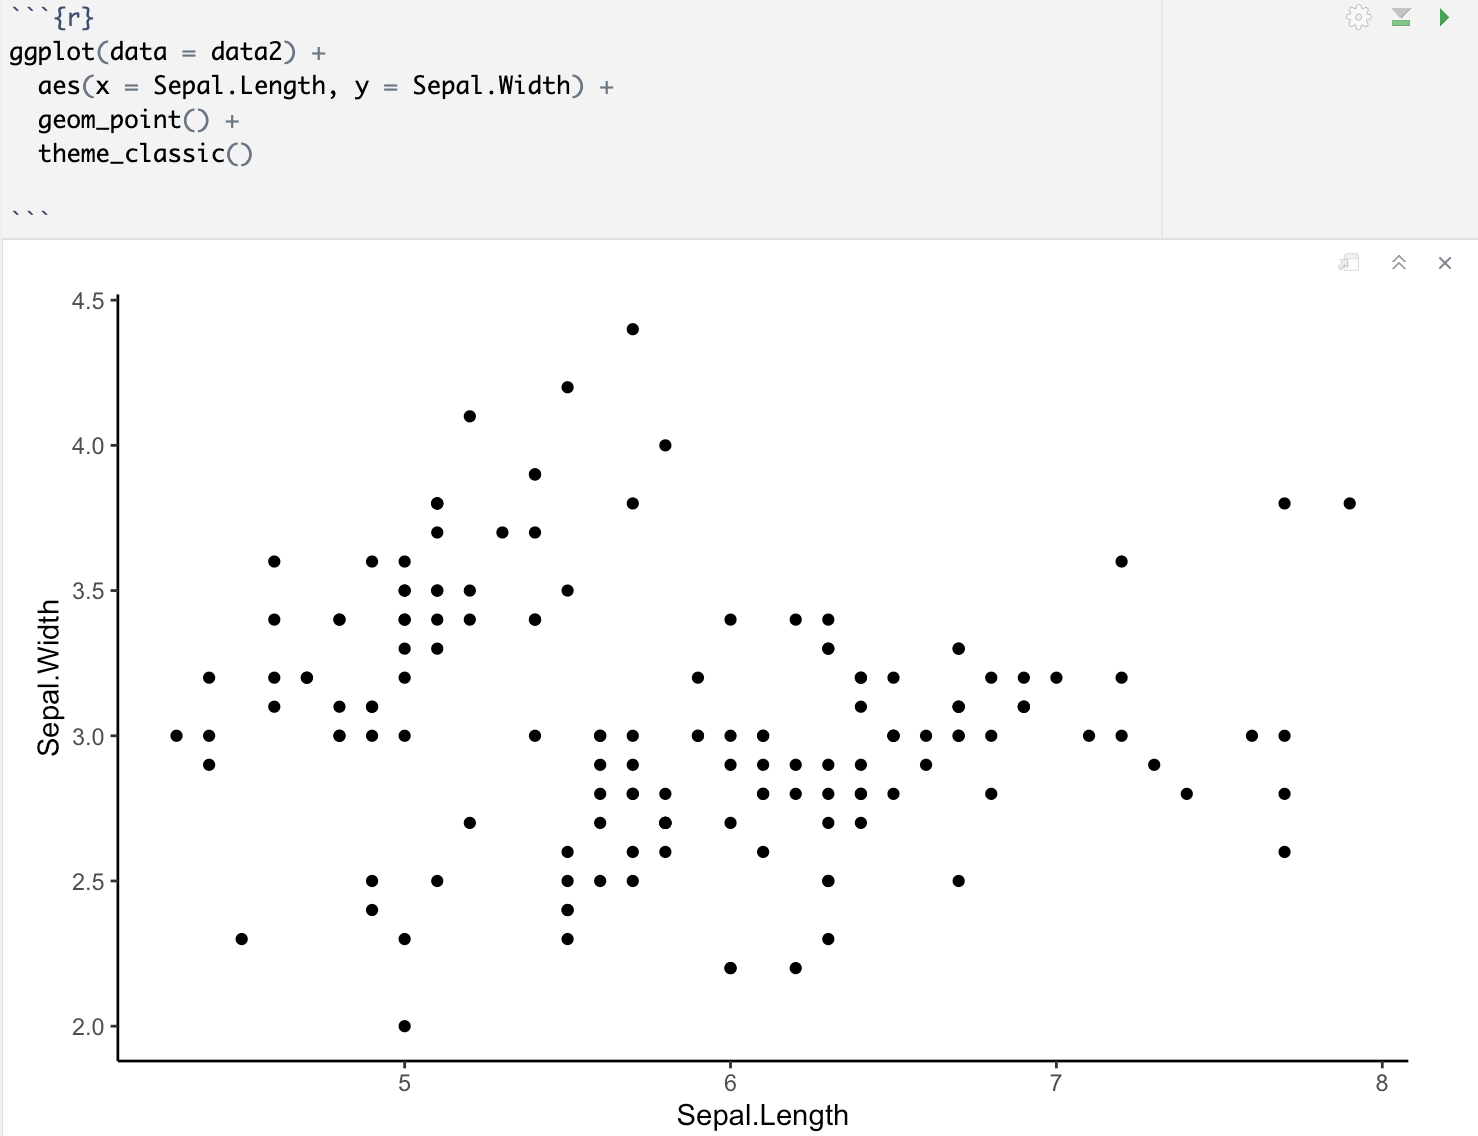 ```{r}
ggplot(data = data2) +
  aes(x = Sepal.Length, y = Sepal.Width) +
  geom_point() +
  theme_classic()
```
4.5
4.0
3.5
3.0
2.5
2.0
Sepal.Width
5 6 7 8
Sepal.Length